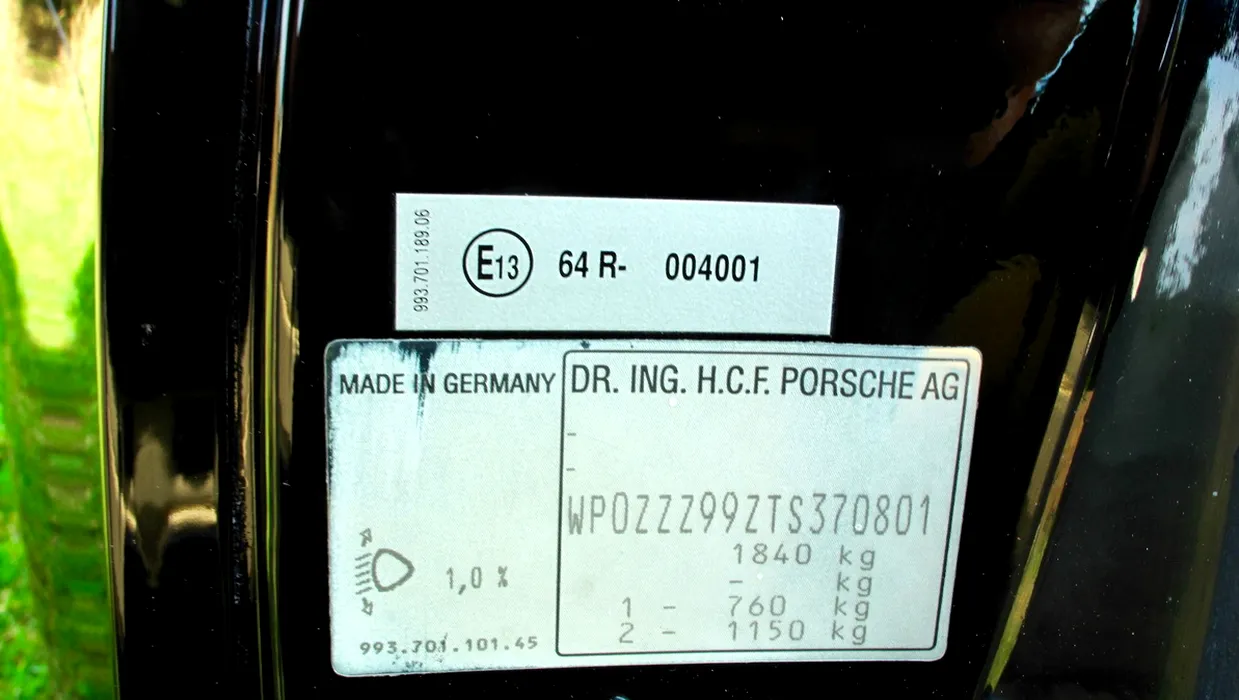 993.701.189.06
E13 64 R- 004001
MADE IN GERMANY
DR. ING. H.C.F. PORSCHE AG
-
-
WP0ZZZ99ZTS370801
1840 kg
- kg
1 - 760 kg
2 - 1150 kg
1,0 %
993.701.101.45